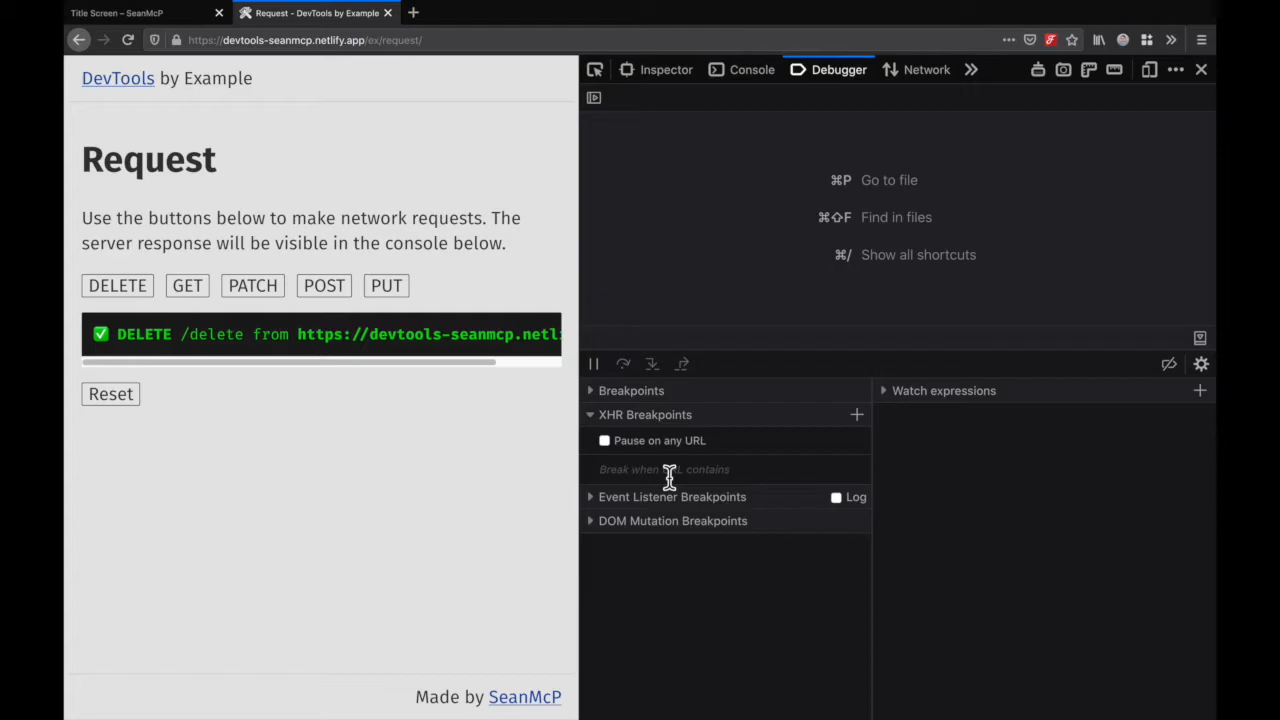 Title Screen – SeanMcP
Request - DevTools by Example
https://devtools-seanmcp.netlify.app/ex/request/
DevTools by Example
Request
Use the buttons below to make network requests. The
server response will be visible in the console below.
DELETE GET PATCH POST PUT
✅ DELETE /delete from https://devtools-seanmcp.netl
Reset
Made by SeanMcP
Inspector Console Debugger Network
⌘P Go to file
⌘⇧F Find in files
⌘/ Show all shortcuts
Breakpoints
XHR Breakpoints
Pause on any URL
Break when URL contains
Event Listener Breakpoints Log
DOM Mutation Breakpoints
Watch expressions